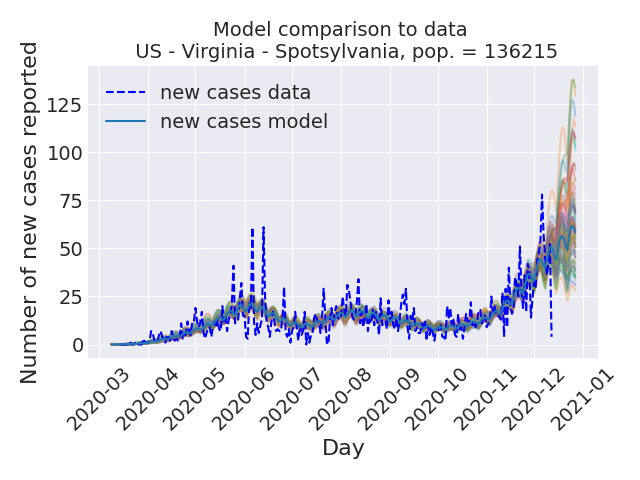 Model comparison to data
US - Virginia - Spotsylvania, pop. = 136215
Number of new cases reported
new cases data
new cases model
125
100
75
50
25
0
2020-03
2020-04
2020-05
2020-06
2020-07
2020-08
2020-09
2020-10
2020-11
2020-12
2021-01
Day